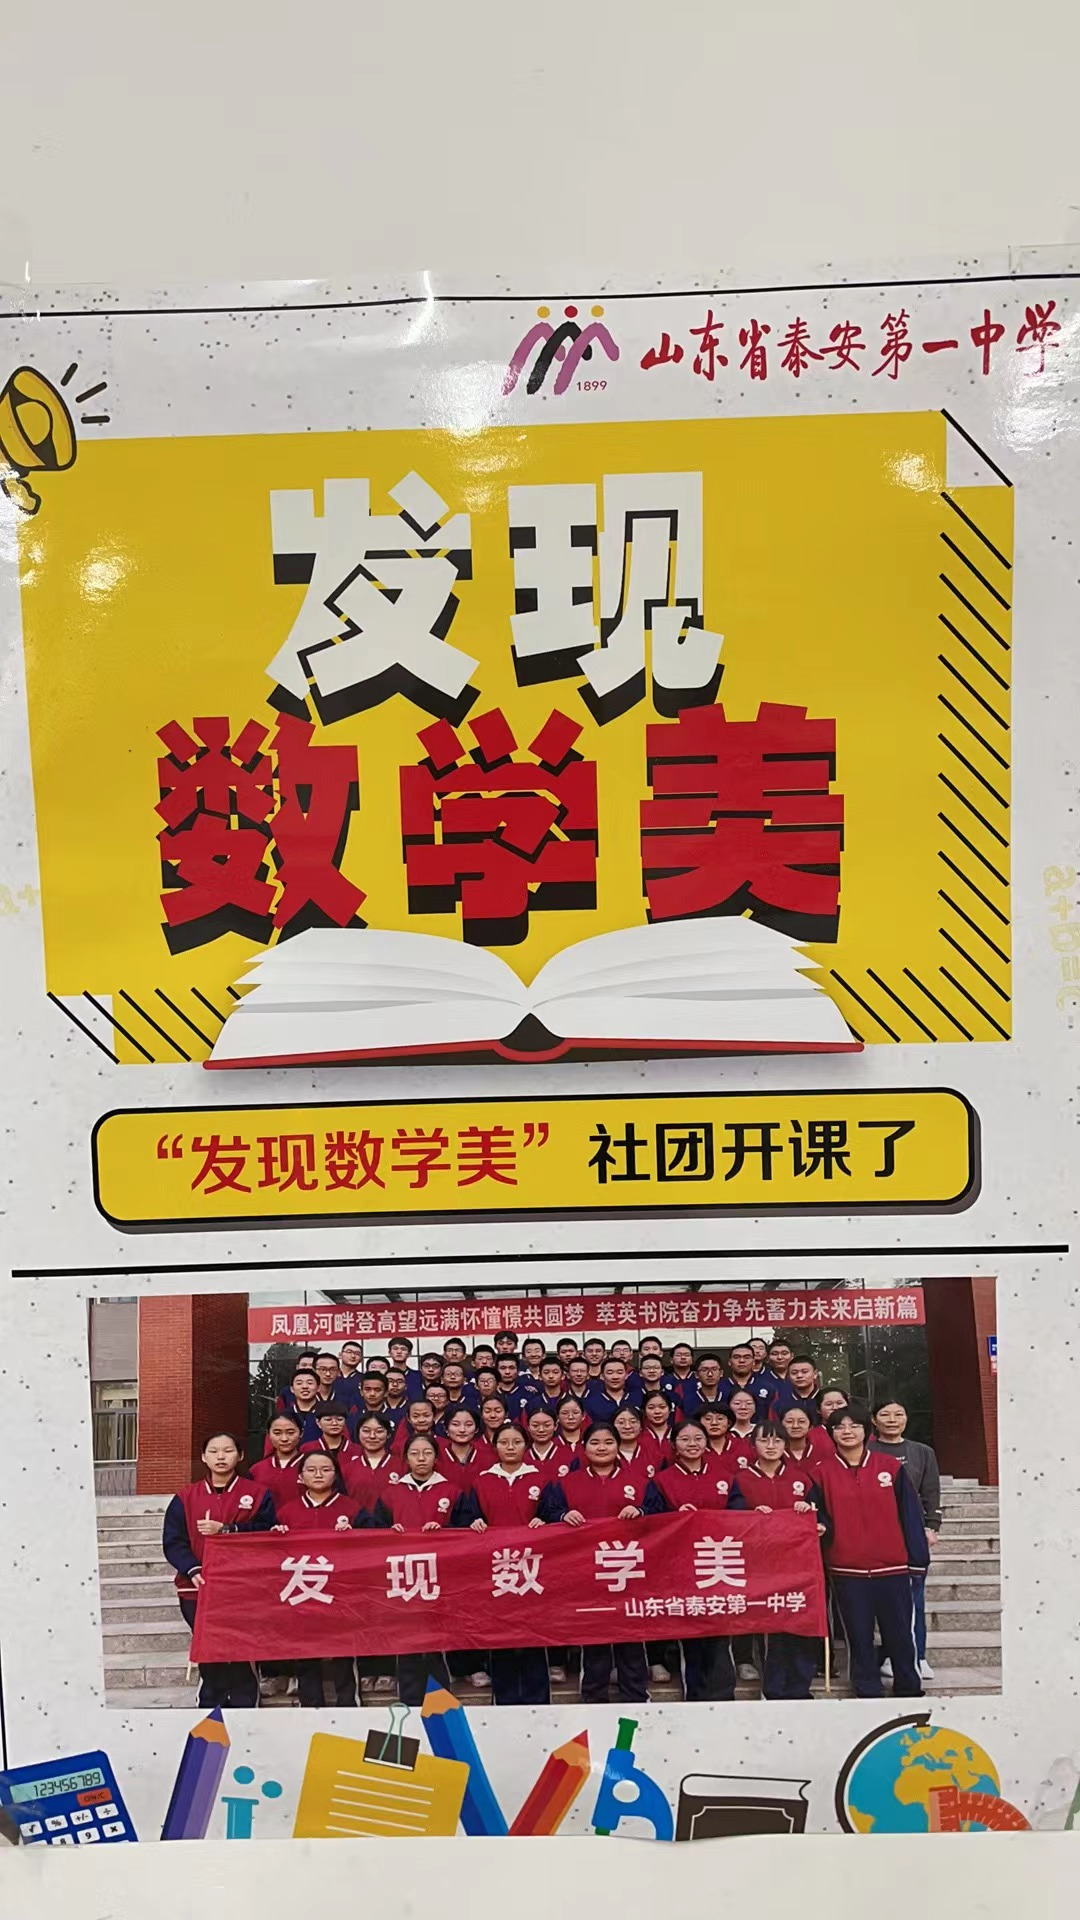 山东省泰安第一中学
1899
发现
数学美
“发现数学美”社团开课了
凤凰河畔登高望远满怀憧憬共圆梦 萃英书院奋力争先蓄力未来启新篇
发现数学美
——山东省泰安第一中学
123456789
ON/C
% +/- ÷
8 9 ×
a+b=c